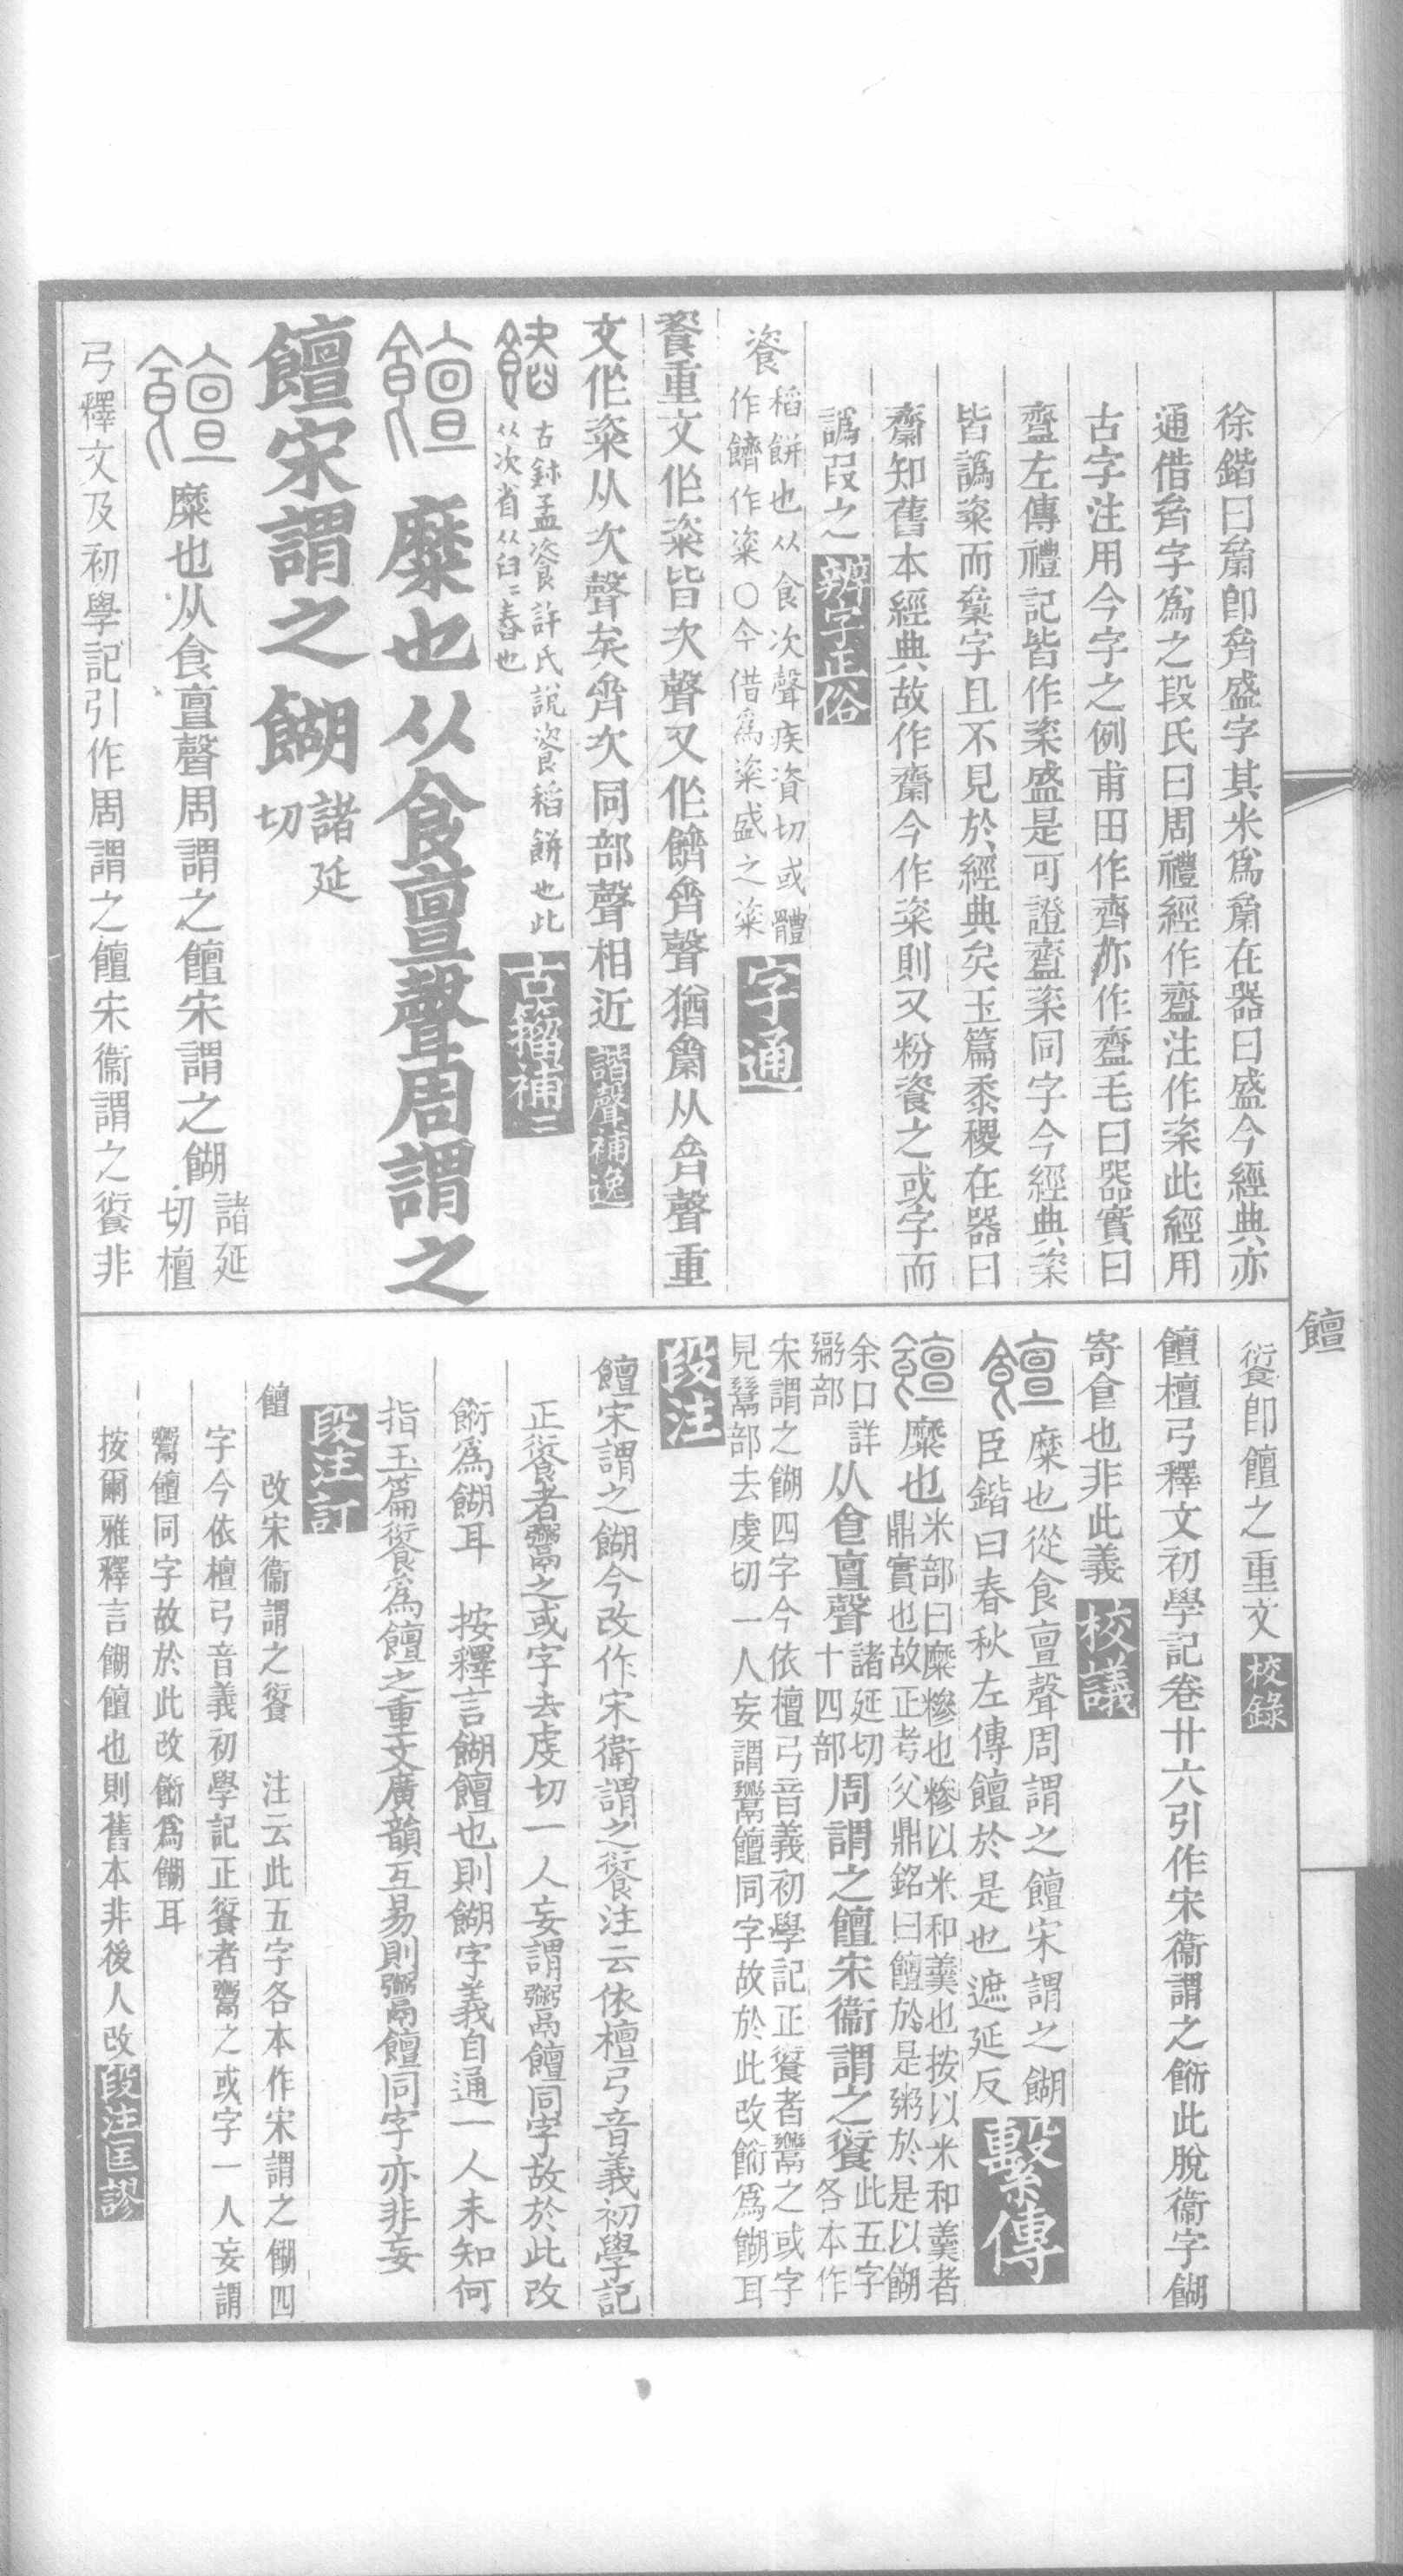 饘
徐鍇曰𪗉卽𪗇盛字其米爲𪗉在器曰盛今經典亦
通借𪗇字爲之段氏曰周禮經作齍注作粢此經用
古字注用今字之例甫田作齊亦作齍毛曰器實曰
齍左傳禮記皆作粢盛是可證齍粢同字今經典粢
皆譌粢而字且不見於經典矣玉篇黍稷在器曰
齋知舊本經典故作齋今作粢則又粉餈之或字而
譌叚之 辨字正俗
餈 稻餅也从食次聲疾資切或體
作餴作粢〇今借爲粢盛之粢 字通
餈重文作粢皆次聲又作齊聲猶从聲重
文作粢从次聲矣齊次同部聲相近 諧聲補逸
古鉥孟餈許氏說餈稻餅也此
从次省从臼臼舂也 古籀補二
饘 糜也从食亶聲周謂之
饘宋謂之餬 諸延切
饘 糜也从食亶聲周謂之饘宋謂之餬 諸延切檀
弓釋文及初學記引作周謂之饘宋衞謂之餰非
餰卽饘之重文 校錄
饘檀弓釋文初學記卷廿六引作宋衞謂之餰此脫衞字餬
寄食也非此義 校議
饘 糜也從食亶聲周謂之饘宋謂之餬
臣鍇曰春秋左傳饘於是也遮延反 繫傳
饘 糜也 米部曰糜糝也糝以米和羹也按以米和羹者
鼎實也故正考父鼎銘曰饘於是粥於是以餬
余口詳
鬻部 从食亶聲 諸延切
十四部 周謂之饘宋衞謂之餰 此五字
各本作
宋謂之餬四字今依檀弓音義初學記正餰者鬻之或字
見鬻部去虔切一人妄謂鬻饘同字故於此改餰爲餬耳
段注
饘宋謂之餬今改作宋衞謂之餰注云依檀弓音義初學記
正餰者鬻之或字去虔切一人妄謂鬻饘同字故於此改
餰爲餬耳 按釋言餬饘也則餬字義自通一人未知何
指玉篇餰爲饘之重文廣韻互易則鬻饘同字亦非妄
段注訂
饘 改宋衞謂之餰 注云此五字各本作宋謂之餬四
字今依檀弓音義初學記正餰者鬻之或字一人妄謂
鬻饘同字故於此改餰爲餬耳
按爾雅釋言餬饘也則舊本非後人改 段注匡謬